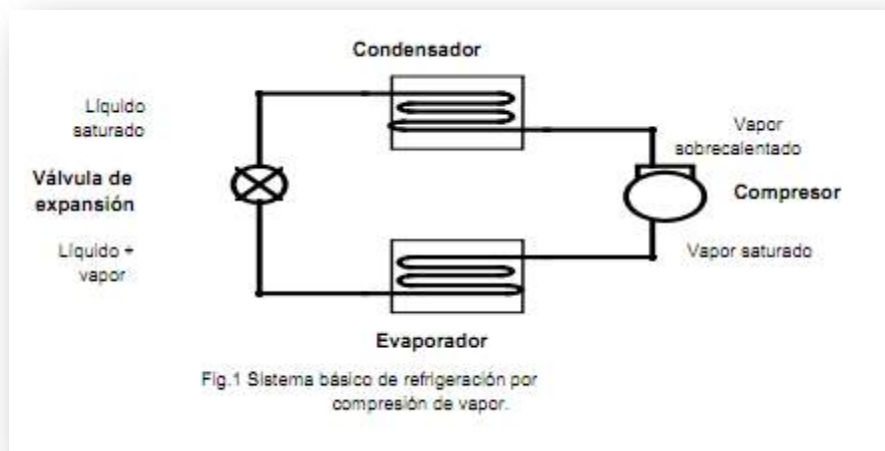 Condensador
Líquido
saturado
Vapor
sobrecalentado
Válvula de
expansión
Compresor
Líquido +
vapor
Vapor saturado
Evaporador
Fig.1 Sistema básico de refrigeración por
compresión de vapor.